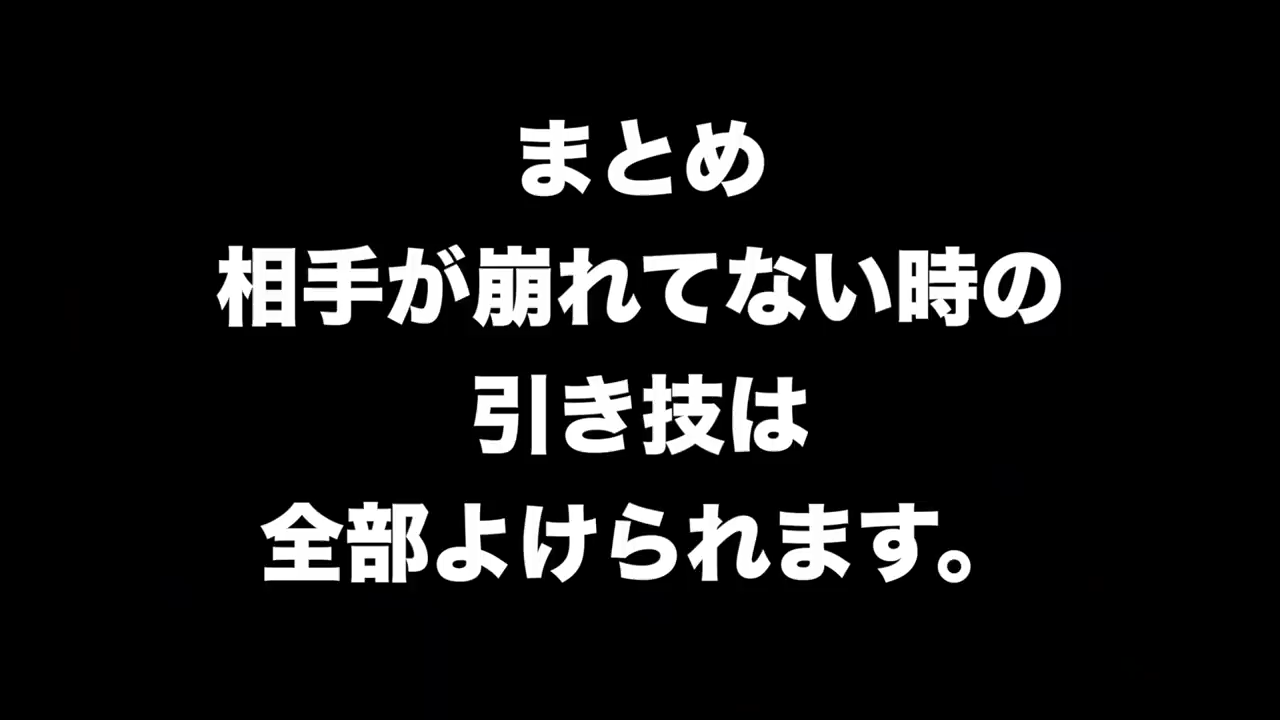 まとめ
相手が崩れてない時の
引き技は
全部よけられます。